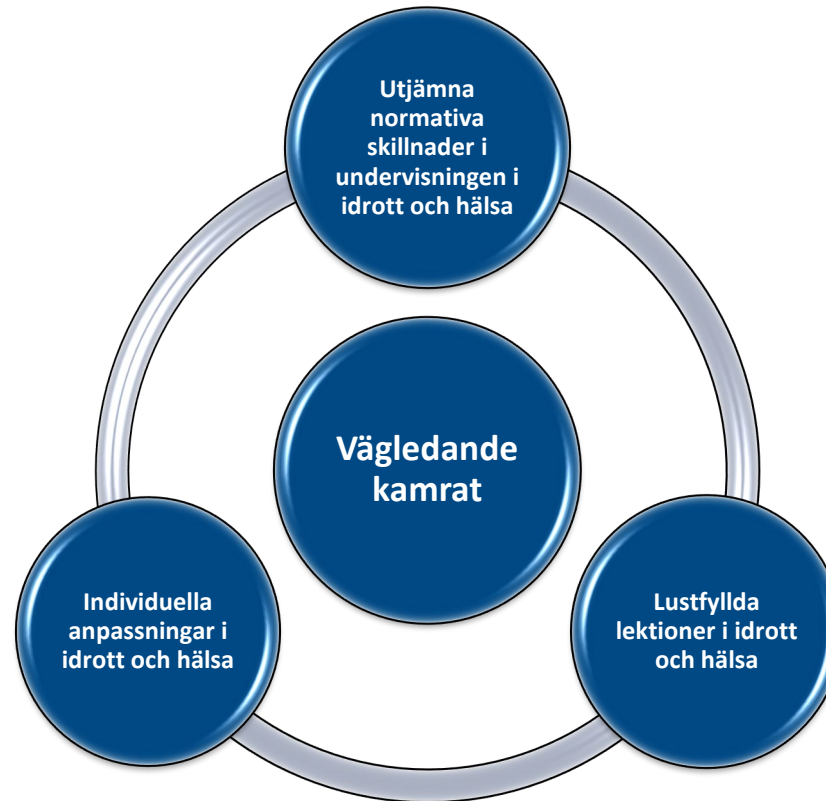 Utjämna
normativa
skillnader i
undervisningen i
idrott och hälsa
Vägledande
kamrat
Individuella
anpassningar i
idrott och hälsa
Lustfyllda
lektioner i idrott
och hälsa